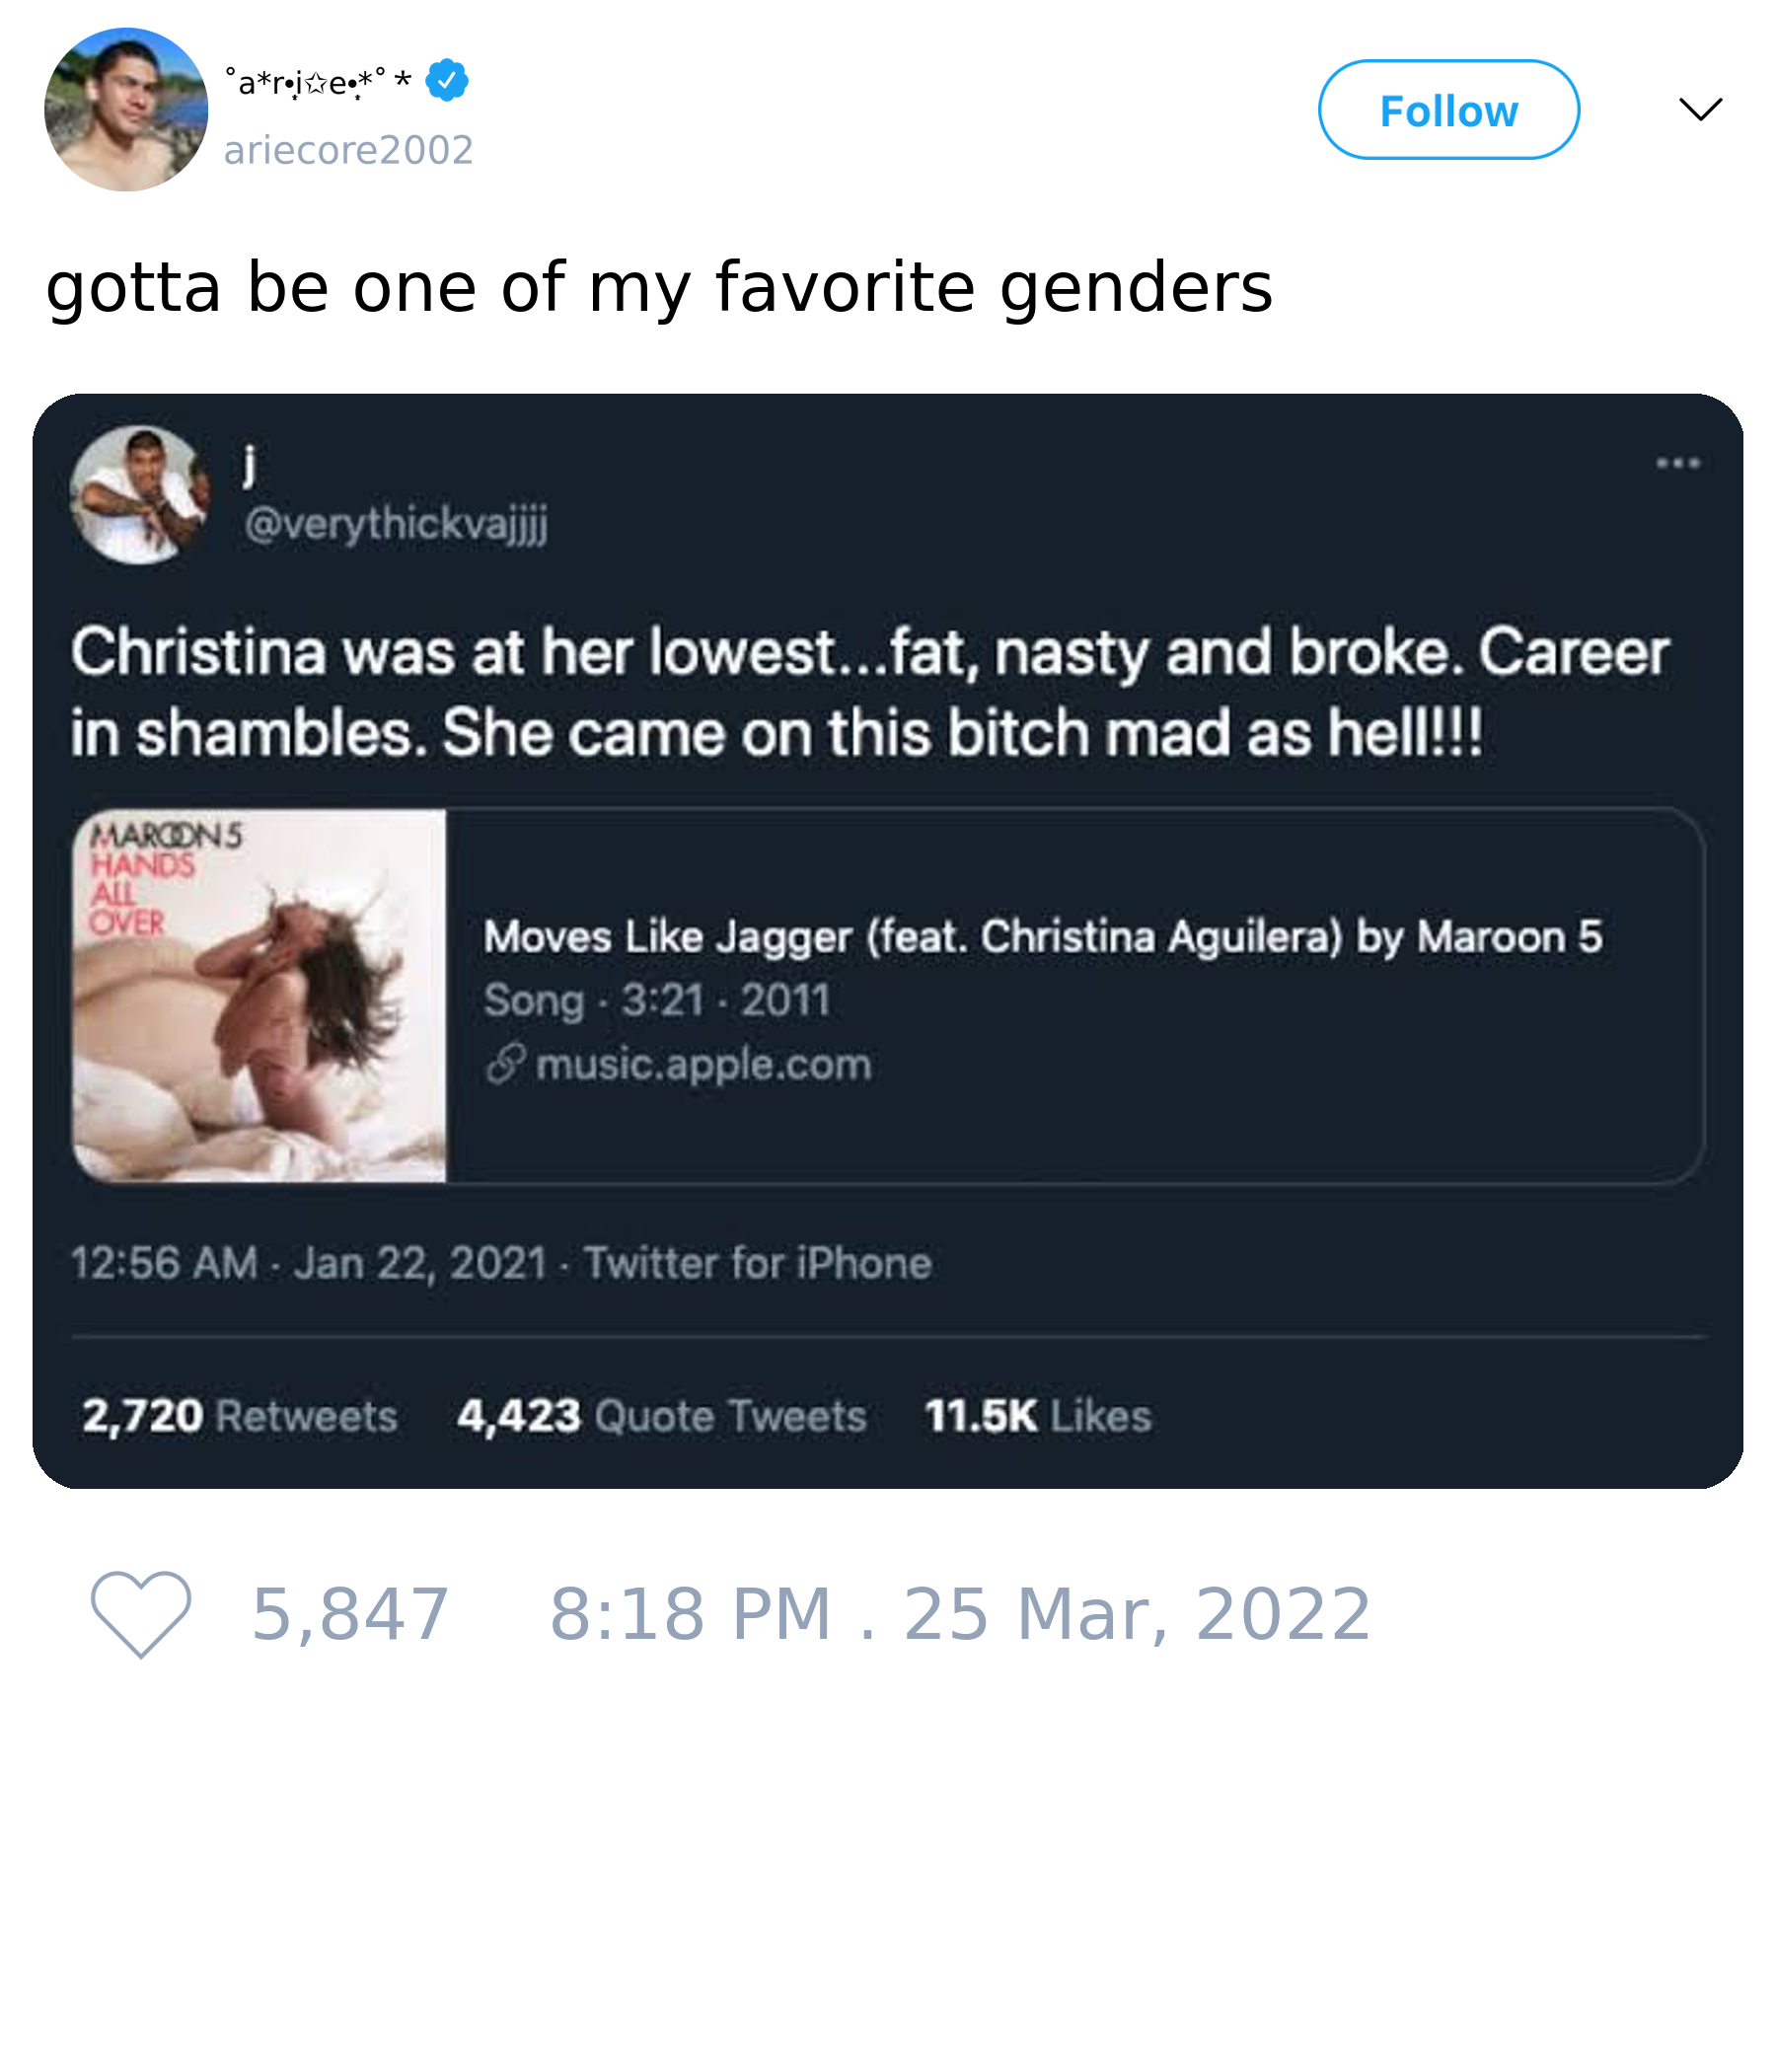 ˚a*r•̩̩͙i✩e•̩̩͙*˚*
ariecore2002
Follow
gotta be one of my favorite genders
j
@verythickvajjjj
Christina was at her lowest...fat, nasty and broke. Career
in shambles. She came on this bitch mad as hell!!!
MAROON 5
HANDS
ALL
OVER
Moves Like Jagger (feat. Christina Aguilera) by Maroon 5
Song · 3:21 · 2011
music.apple.com
12:56 AM · Jan 22, 2021 · Twitter for iPhone
2,720 Retweets 4,423 Quote Tweets 11.5K Likes
5,847 8:18 PM . 25 Mar, 2022